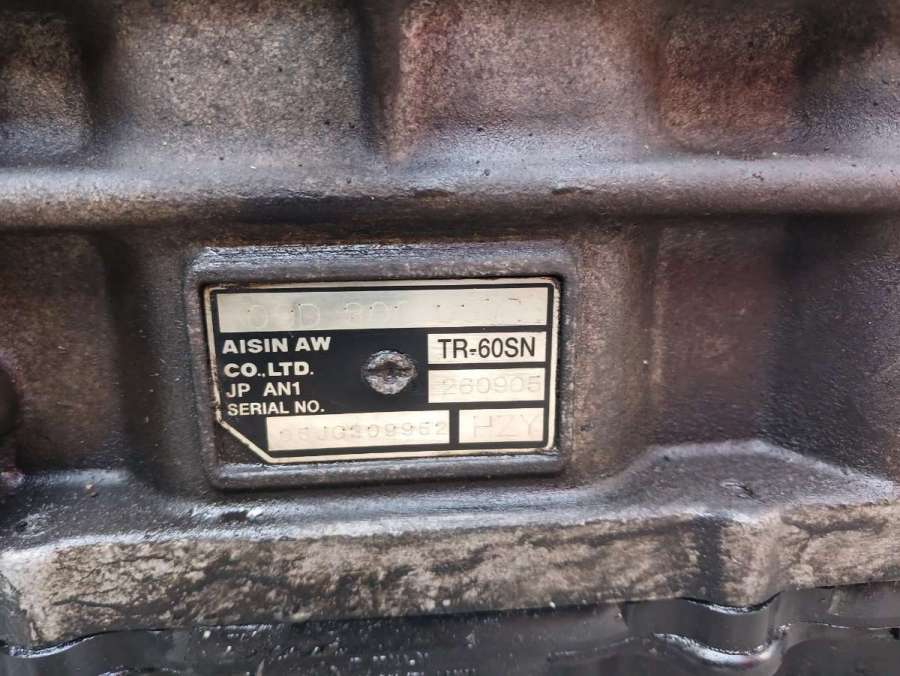 AISIN AW
CO.,LTD.
JP AN1
SERIAL NO.
TR-60SN
260905
HZY